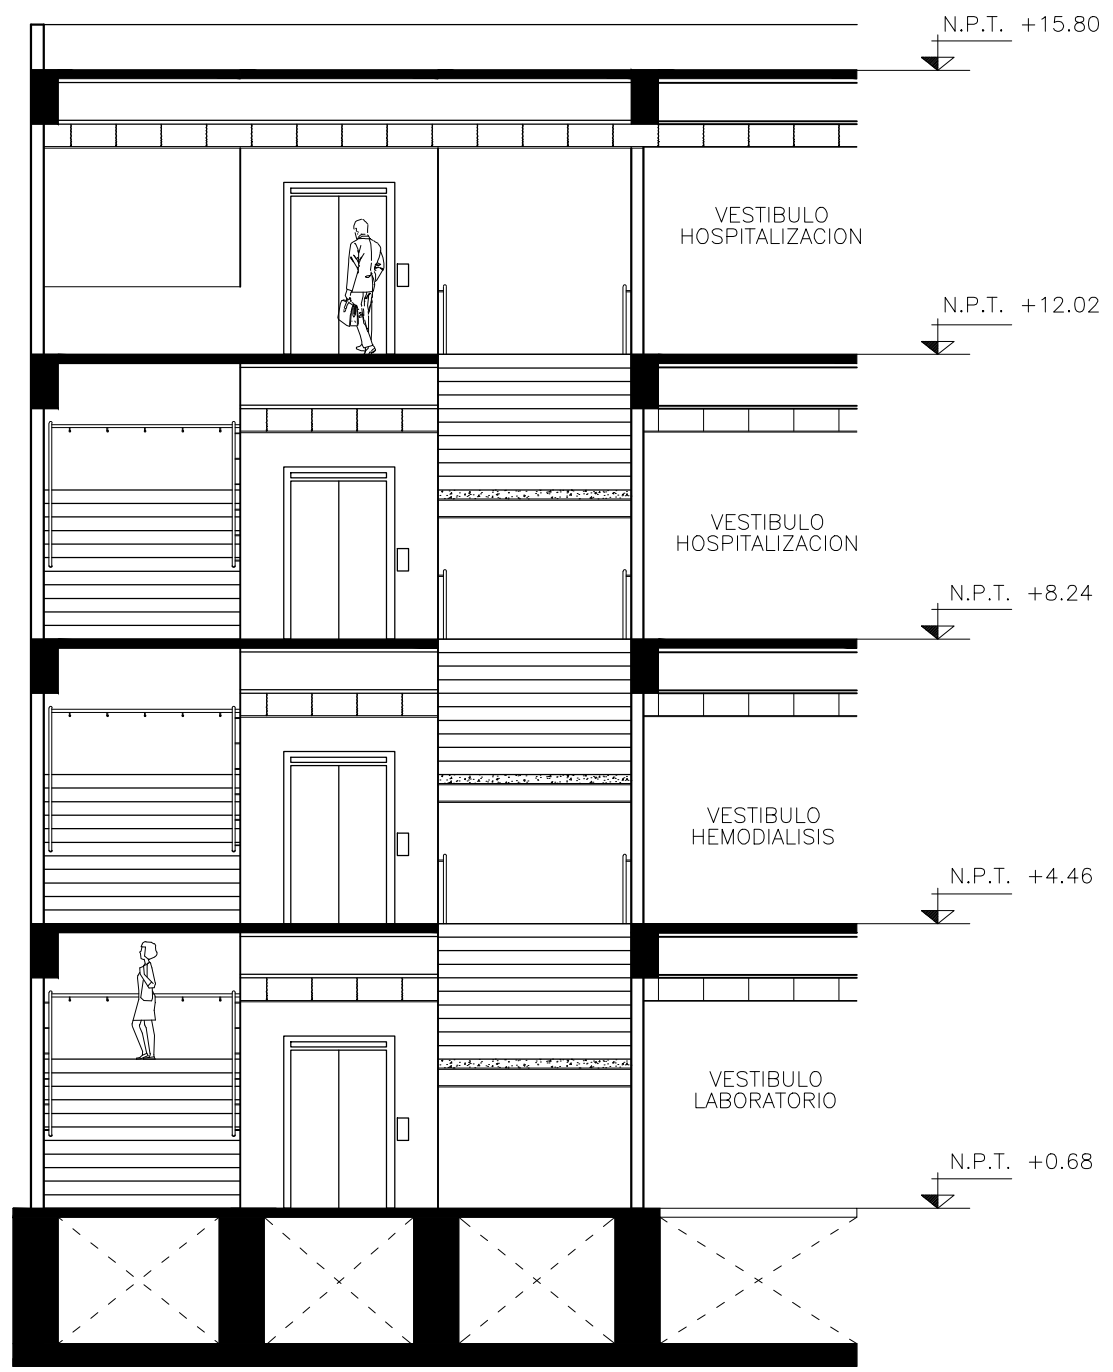 N.P.T. +15.80
VESTIBULO
HOSPITALIZACION
N.P.T. +12.02
VESTIBULO
HOSPITALIZACION
N.P.T. +8.24
VESTIBULO
HEMODIALISIS
N.P.T. +4.46
VESTIBULO
LABORATORIO
N.P.T. +0.68